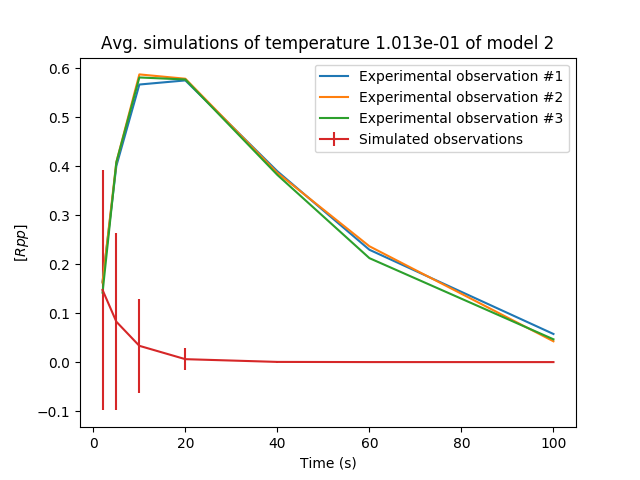 Avg. simulations of temperature 1.013e-01 of model 2
Experimental observation #1
Experimental observation #2
Experimental observation #3
Simulated observations
[Rpp]
0.6
0.5
0.4
0.3
0.2
0.1
0.0
−0.1
0 20 40 60 80 100
Time (s)